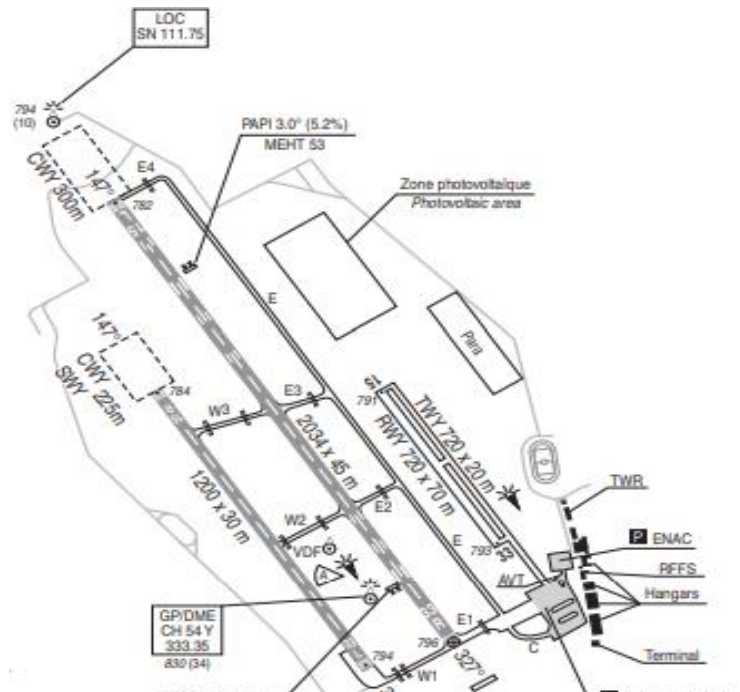 LOC
SN 111.75
794
(10)
PAPI 3.0° (5.2%)
MEHT 53
CWY 300m
147°
E4
782
Zone photovoltaïque
Photovoltaic area
E
Para
147°
CWY 225m
SWY
784
W3
E3
791
2034 x 45 m
TWY 720 x 20 m
RWY 720 x 70 m
1200 x 30 m
W2
E2
VDF
A
E
793
TWR
P ENAC
RFFS
AVT
Hangars
GP/DME
CH 54 Y
333.35
830 (34)
E1
796
C
327°
794
W1
Terminal